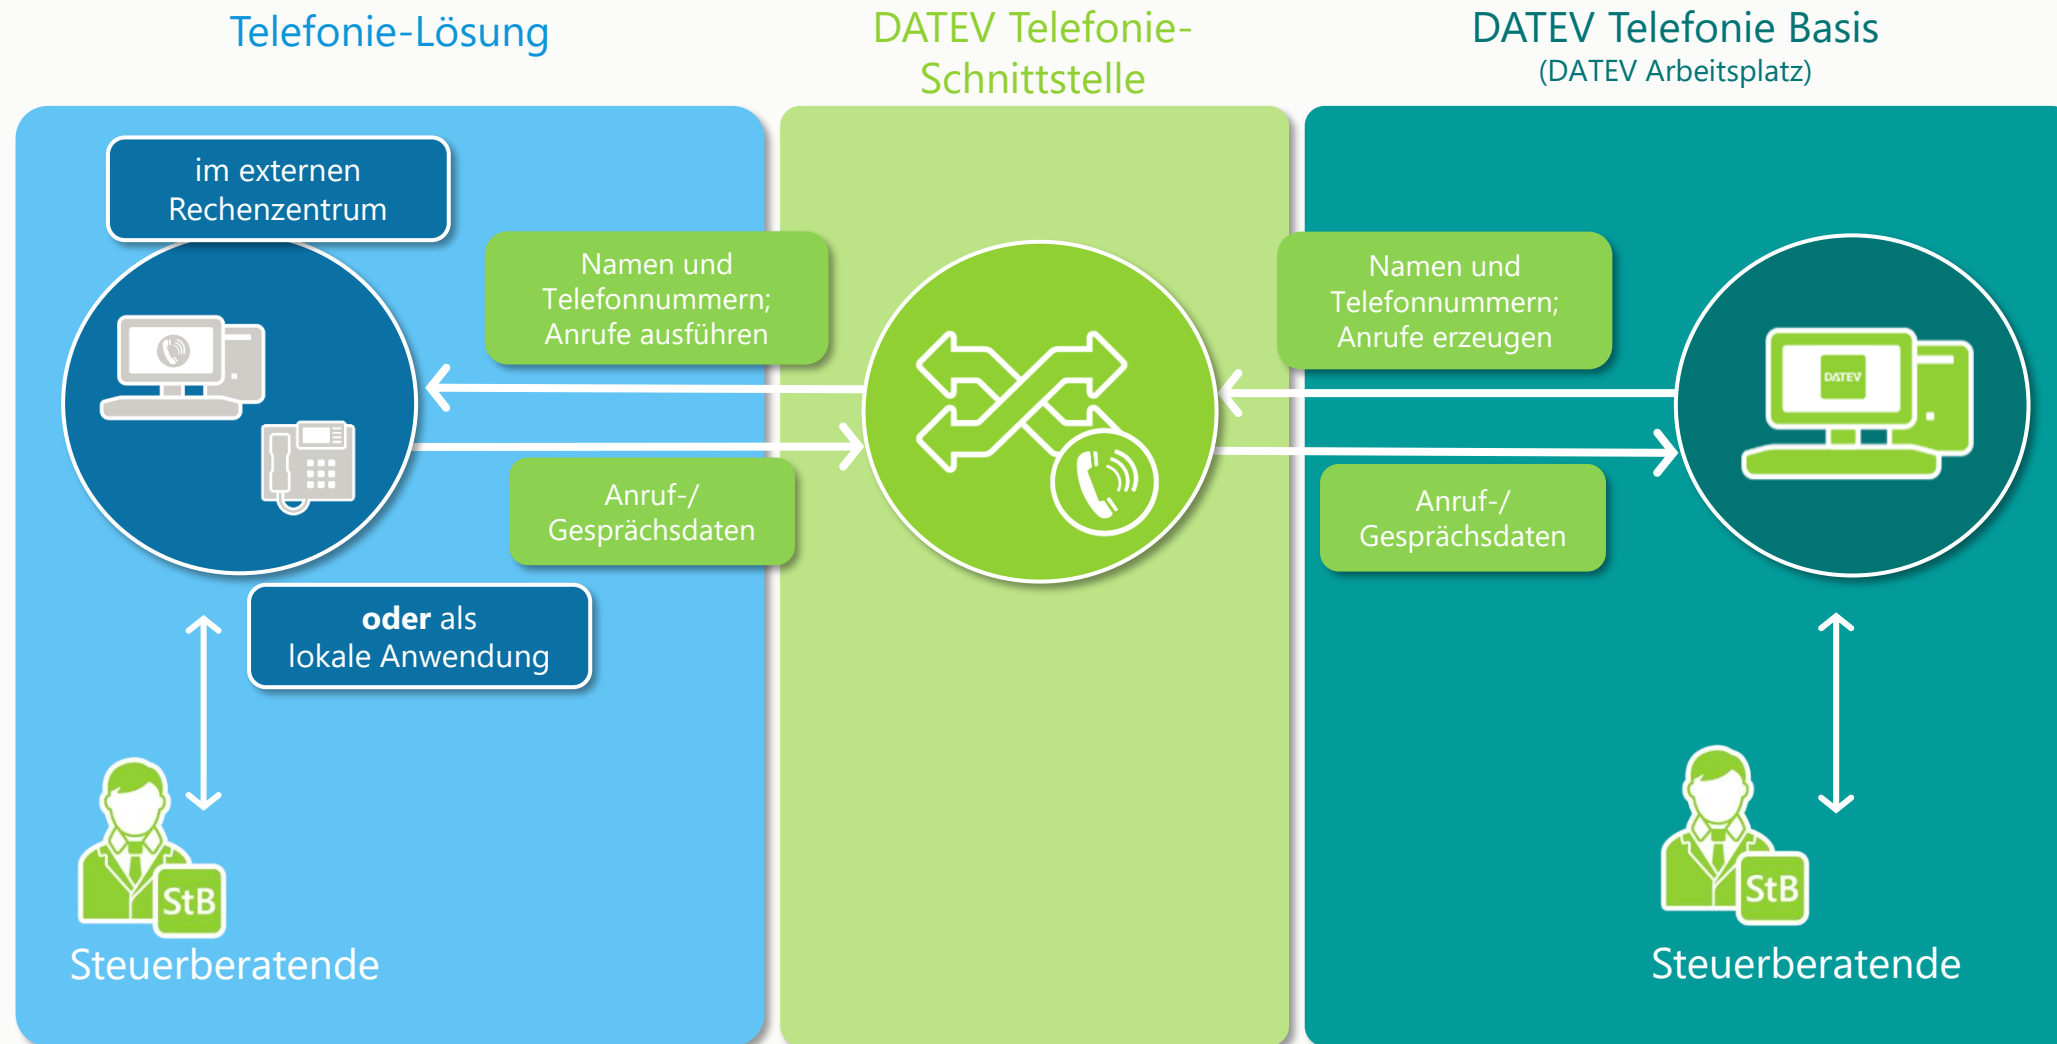 Telefonie-Lösung
DATEV Telefonie-
Schnittstelle
DATEV Telefonie Basis
(DATEV Arbeitsplatz)
im externen
Rechenzentrum
Namen und
Telefonnummern;
Anrufe ausführen
Namen und
Telefonnummern;
Anrufe erzeugen
DATEV
Anruf-/
Gesprächsdaten
Anruf-/
Gesprächsdaten
oder als
lokale Anwendung
StB
Steuerberatende
StB
Steuerberatende